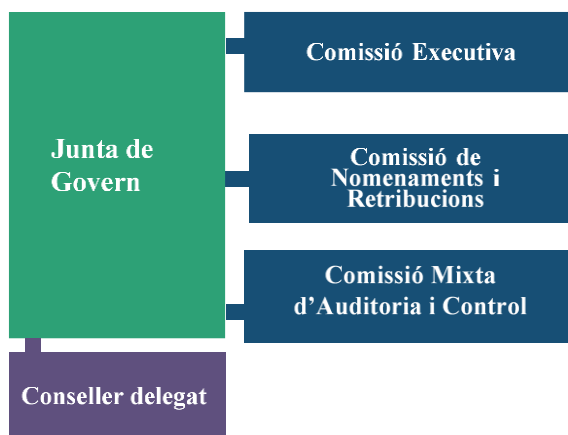 Junta de
Govern
Comissió Executiva
Comissió de
Nomenaments i
Retribucions
Comissió Mixta
d’Auditoria i Control
Conseller delegat